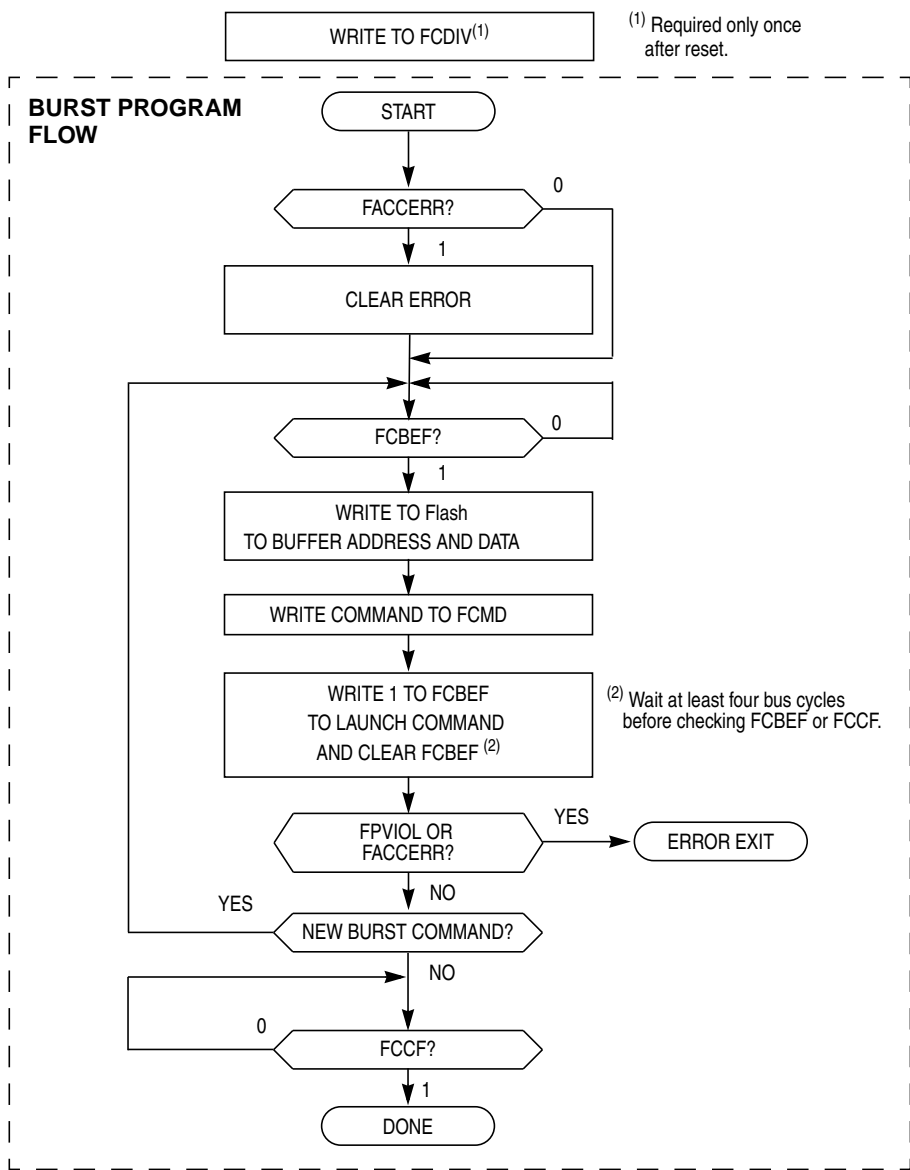 WRITE TO FCDIV(1)
(1) Required only once
after reset.
BURST PROGRAM
FLOW
START
FACCERR?
0
1
CLEAR ERROR
FCBEF?
0
1
WRITE TO Flash
TO BUFFER ADDRESS AND DATA
WRITE COMMAND TO FCMD
WRITE 1 TO FCBEF
TO LAUNCH COMMAND
AND CLEAR FCBEF (2)
(2) Wait at least four bus cycles
before checking FCBEF or FCCF.
FPVIOL OR
FACCERR?
YES
ERROR EXIT
NO
YES
NEW BURST COMMAND?
NO
0
FCCF?
1
DONE